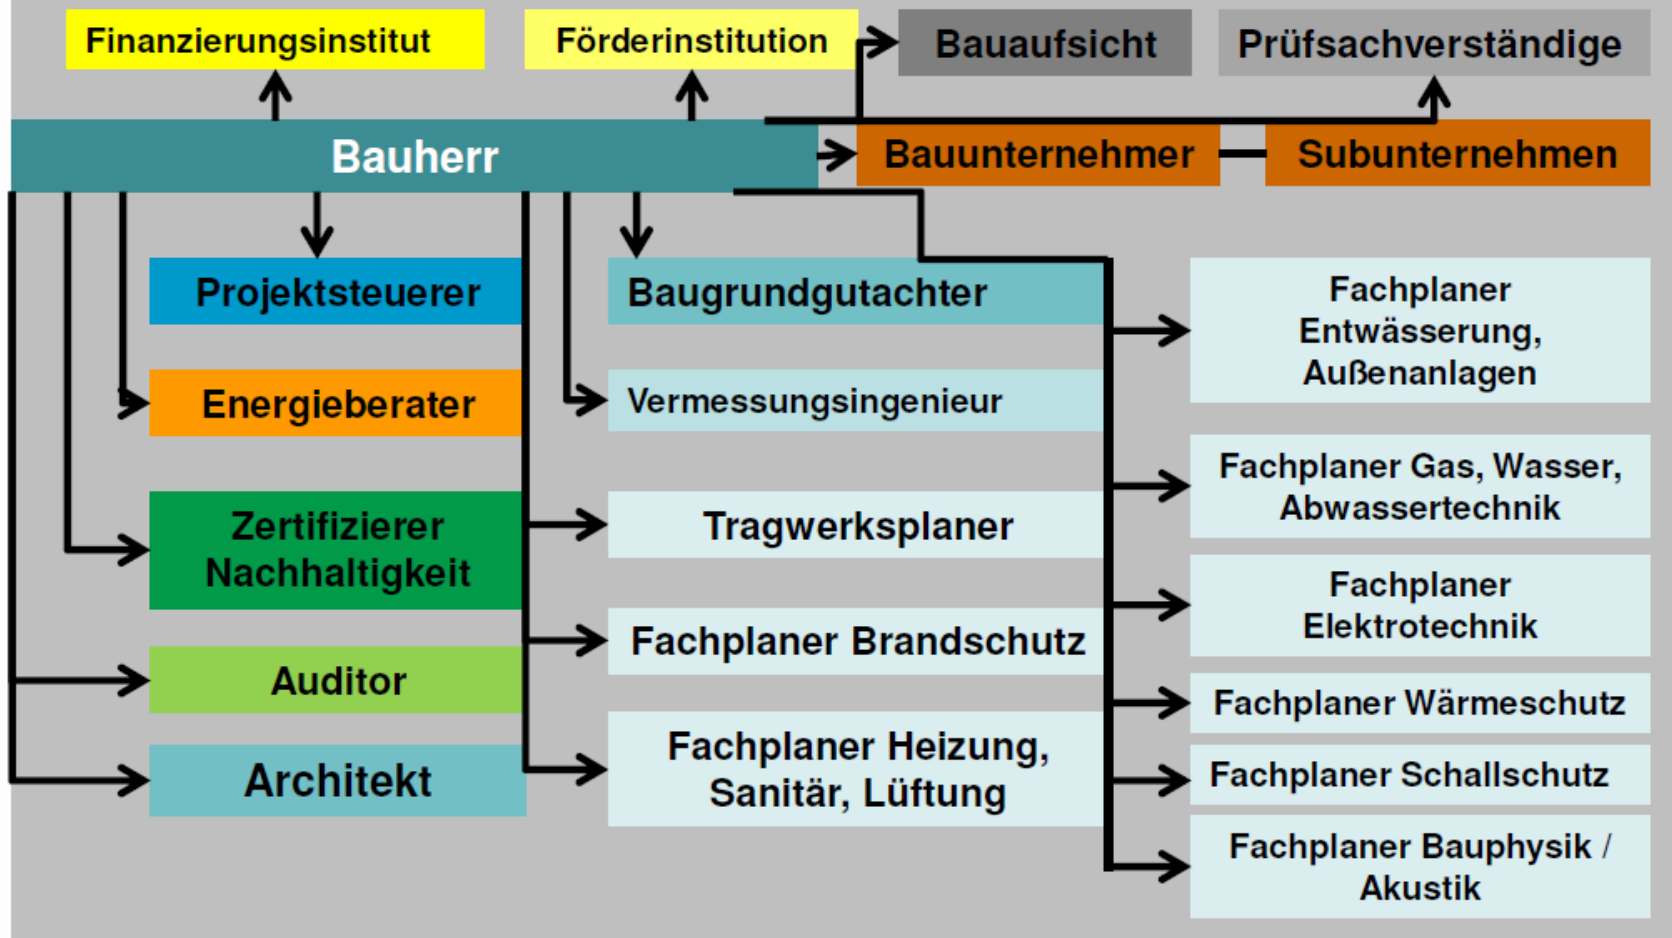 Finanzierungsinstitut
Förderinstitution
Bauaufsicht
Prüfsachverständige
Bauherr
Bauunternehmer
Subunternehmen
Projektsteuerer
Energieberater
Zertifizierer
Nachhaltigkeit
Auditor
Architekt
Baugrundgutachter
Vermessungsingenieur
Tragwerksplaner
Fachplaner Brandschutz
Fachplaner Heizung,
Sanitär, Lüftung
Fachplaner
Entwässerung,
Außenanlagen
Fachplaner Gas, Wasser,
Abwassertechnik
Fachplaner
Elektrotechnik
Fachplaner Wärmeschutz
Fachplaner Schallschutz
Fachplaner Bauphysik /
Akustik